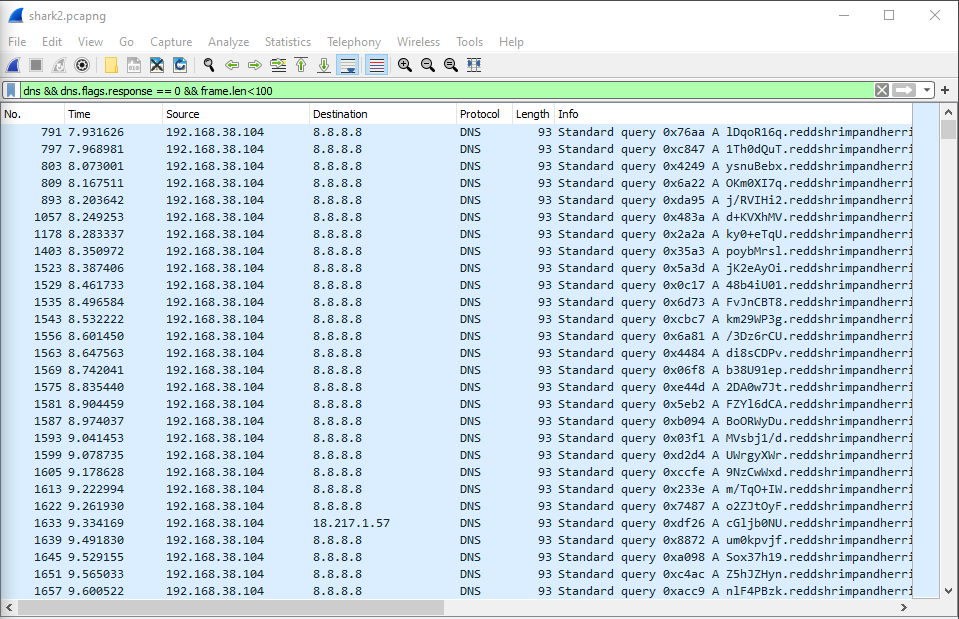 shark2.pcapng
File Edit View Go Capture Analyze Statistics Telephony Wireless Tools Help
dns && dns.flags.response == 0 && frame.len<100
No. Time Source Destination Protocol Length Info
791 7.931626 192.168.38.104 8.8.8.8 DNS 93 Standard query 0x76aa A lDqoR16q.reddshrimpandherri
797 7.968981 192.168.38.104 8.8.8.8 DNS 93 Standard query 0xc847 A 1Th0dQuT.reddshrimpandherri
803 8.073001 192.168.38.104 8.8.8.8 DNS 93 Standard query 0x4249 A ysnuBebx.reddshrimpandherri
809 8.167511 192.168.38.104 8.8.8.8 DNS 93 Standard query 0x6a22 A OKm0XI7q.reddshrimpandherri
893 8.203642 192.168.38.104 8.8.8.8 DNS 93 Standard query 0xda95 A j/RVIHi2.reddshrimpandherri
1057 8.249253 192.168.38.104 8.8.8.8 DNS 93 Standard query 0x483a A d+KVXhMV.reddshrimpandherri
1178 8.283337 192.168.38.104 8.8.8.8 DNS 93 Standard query 0x2a2a A ky0+eTqU.reddshrimpandherri
1403 8.350972 192.168.38.104 8.8.8.8 DNS 93 Standard query 0x35a3 A poybMrsl.reddshrimpandherri
1523 8.387406 192.168.38.104 8.8.8.8 DNS 93 Standard query 0x5a3d A jK2eAyOi.reddshrimpandherri
1529 8.461733 192.168.38.104 8.8.8.8 DNS 93 Standard query 0x0c17 A 48b4iU01.reddshrimpandherri
1535 8.496584 192.168.38.104 8.8.8.8 DNS 93 Standard query 0x6d73 A FvJnCBT8.reddshrimpandherri
1543 8.532222 192.168.38.104 8.8.8.8 DNS 93 Standard query 0xcbc7 A km29WP3g.reddshrimpandherri
1556 8.601450 192.168.38.104 8.8.8.8 DNS 93 Standard query 0x6a81 A /3Dz6rCU.reddshrimpandherri
1563 8.647563 192.168.38.104 8.8.8.8 DNS 93 Standard query 0x4484 A di8sCDPv.reddshrimpandherri
1569 8.742041 192.168.38.104 8.8.8.8 DNS 93 Standard query 0x06f8 A b38U91ep.reddshrimpandherri
1575 8.835440 192.168.38.104 8.8.8.8 DNS 93 Standard query 0xe44d A 2DA0w7Jt.reddshrimpandherri
1581 8.904459 192.168.38.104 8.8.8.8 DNS 93 Standard query 0x5eb2 A FZYl6dCA.reddshrimpandherri
1587 8.974037 192.168.38.104 8.8.8.8 DNS 93 Standard query 0xb094 A BoORWyDu.reddshrimpandherri
1593 9.041453 192.168.38.104 8.8.8.8 DNS 93 Standard query 0x03f1 A MVsbj1/d.reddshrimpandherri
1599 9.078735 192.168.38.104 8.8.8.8 DNS 93 Standard query 0xd2d4 A UWrgyXWr.reddshrimpandherri
1605 9.178628 192.168.38.104 8.8.8.8 DNS 93 Standard query 0xccfe A 9NzCwWxd.reddshrimpandherri
1613 9.222994 192.168.38.104 8.8.8.8 DNS 93 Standard query 0x233e A m/TqO+IW.reddshrimpandherri
1622 9.261930 192.168.38.104 8.8.8.8 DNS 93 Standard query 0x7487 A o2ZJtOyF.reddshrimpandherri
1633 9.334169 192.168.38.104 18.217.1.57 DNS 93 Standard query 0xdf26 A cGljb0NU.reddshrimpandherri
1639 9.491830 192.168.38.104 8.8.8.8 DNS 93 Standard query 0x8872 A um0kpvjf.reddshrimpandherri
1645 9.529155 192.168.38.104 8.8.8.8 DNS 93 Standard query 0xa098 A Sox37h19.reddshrimpandherri
1651 9.565033 192.168.38.104 8.8.8.8 DNS 93 Standard query 0xc4ac A Z5hJZHyn.reddshrimpandherri
1657 9.600522 192.168.38.104 8.8.8.8 DNS 93 Standard query 0xacc9 A nlF4PBzk.reddshrimpandherri